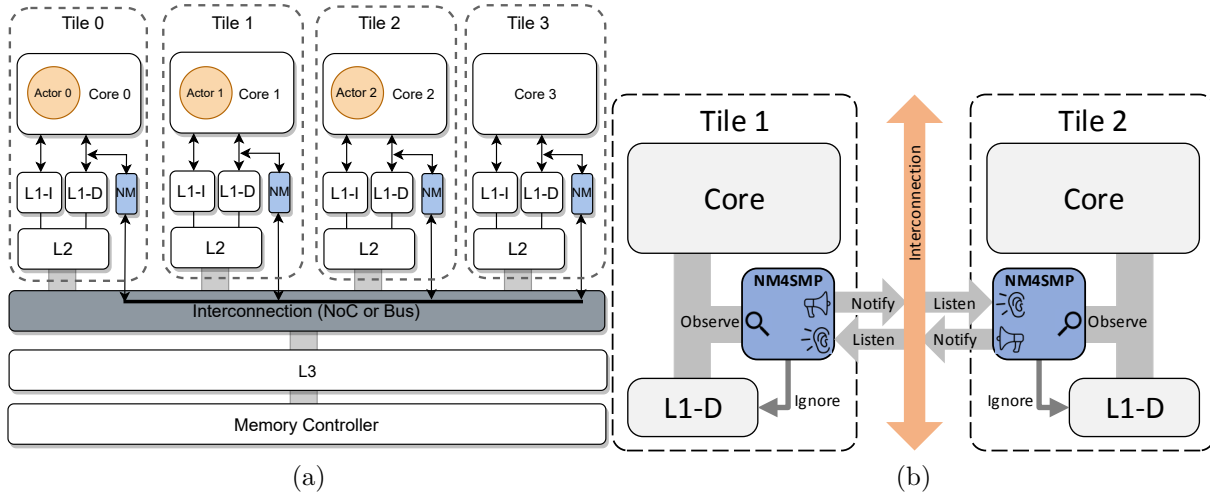 Tile 0
Tile 1
Tile 2
Tile 3
Actor 0
Core 0
Actor 1
Core 1
Actor 2
Core 2
Core 3
L1-I
L1-D
NM
L1-I
L1-D
NM
L1-I
L1-D
NM
L1-I
L1-D
NM
L2
L2
L2
L2
Interconnection (NoC or Bus)
L3
Memory Controller
(a)
Tile 1
Core
NM4SMP
Observe
Notify
Listen
Ignore
L1-D
Interconnection
Tile 2
Core
NM4SMP
Listen
Notify
Observe
Ignore
L1-D
(b)